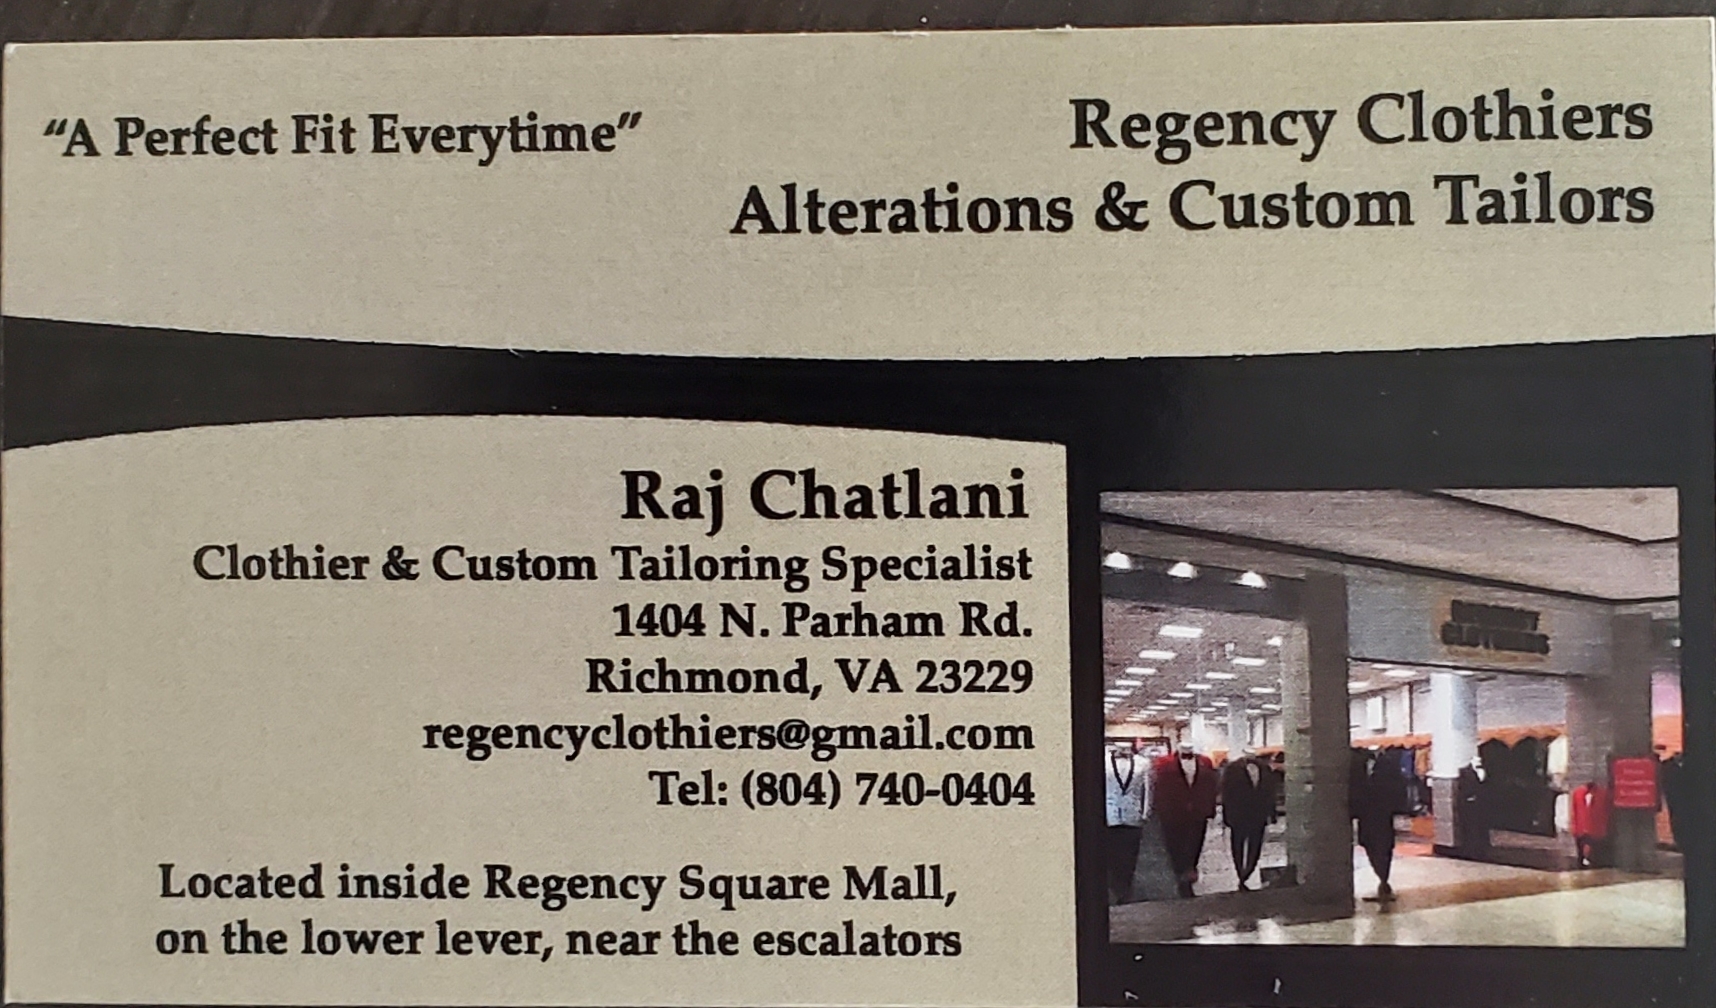 "A Perfect Fit Everytime"
Regency Clothiers
Alterations & Custom Tailors
Raj Chatlani
Clothier & Custom Tailoring Specialist
1404 N. Parham Rd.
Richmond, VA 23229
regencyclothiers@gmail.com
Tel: (804) 740-0404
Located inside Regency Square Mall,
on the lower lever, near the escalators
REGENCY
CLOTHIERS